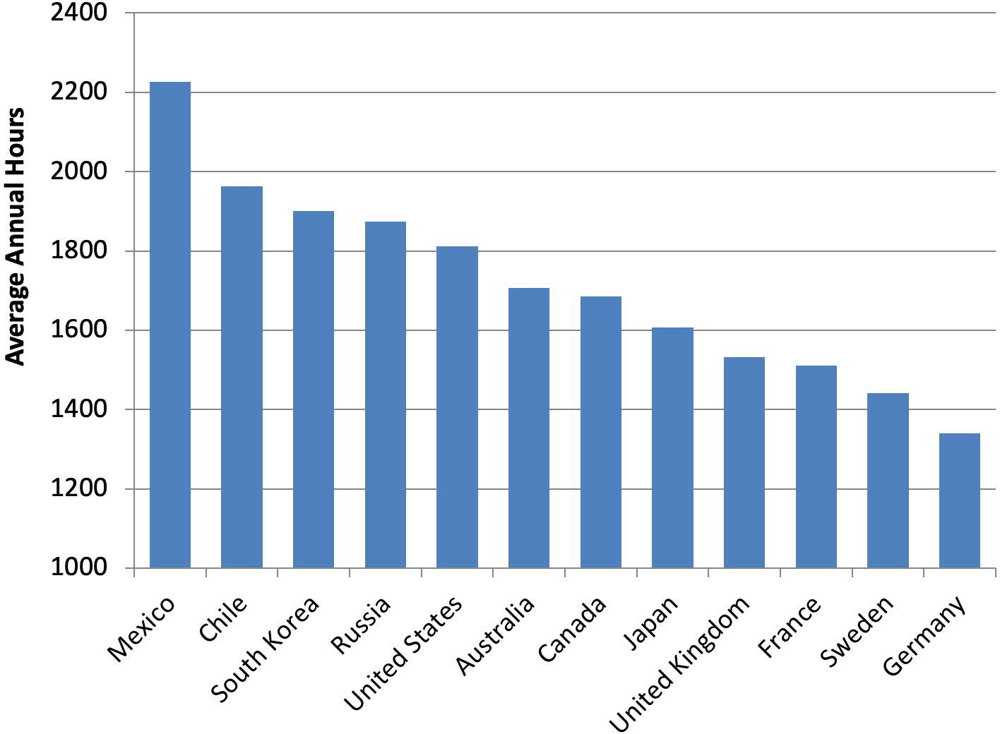 2400
2200
2000
1800
1600
1400
1200
1000
Average Annual Hours
Mexico
Chile
South Korea
Russia
United States
Australia
Canada
Japan
United Kingdom
France
Sweden
Germany